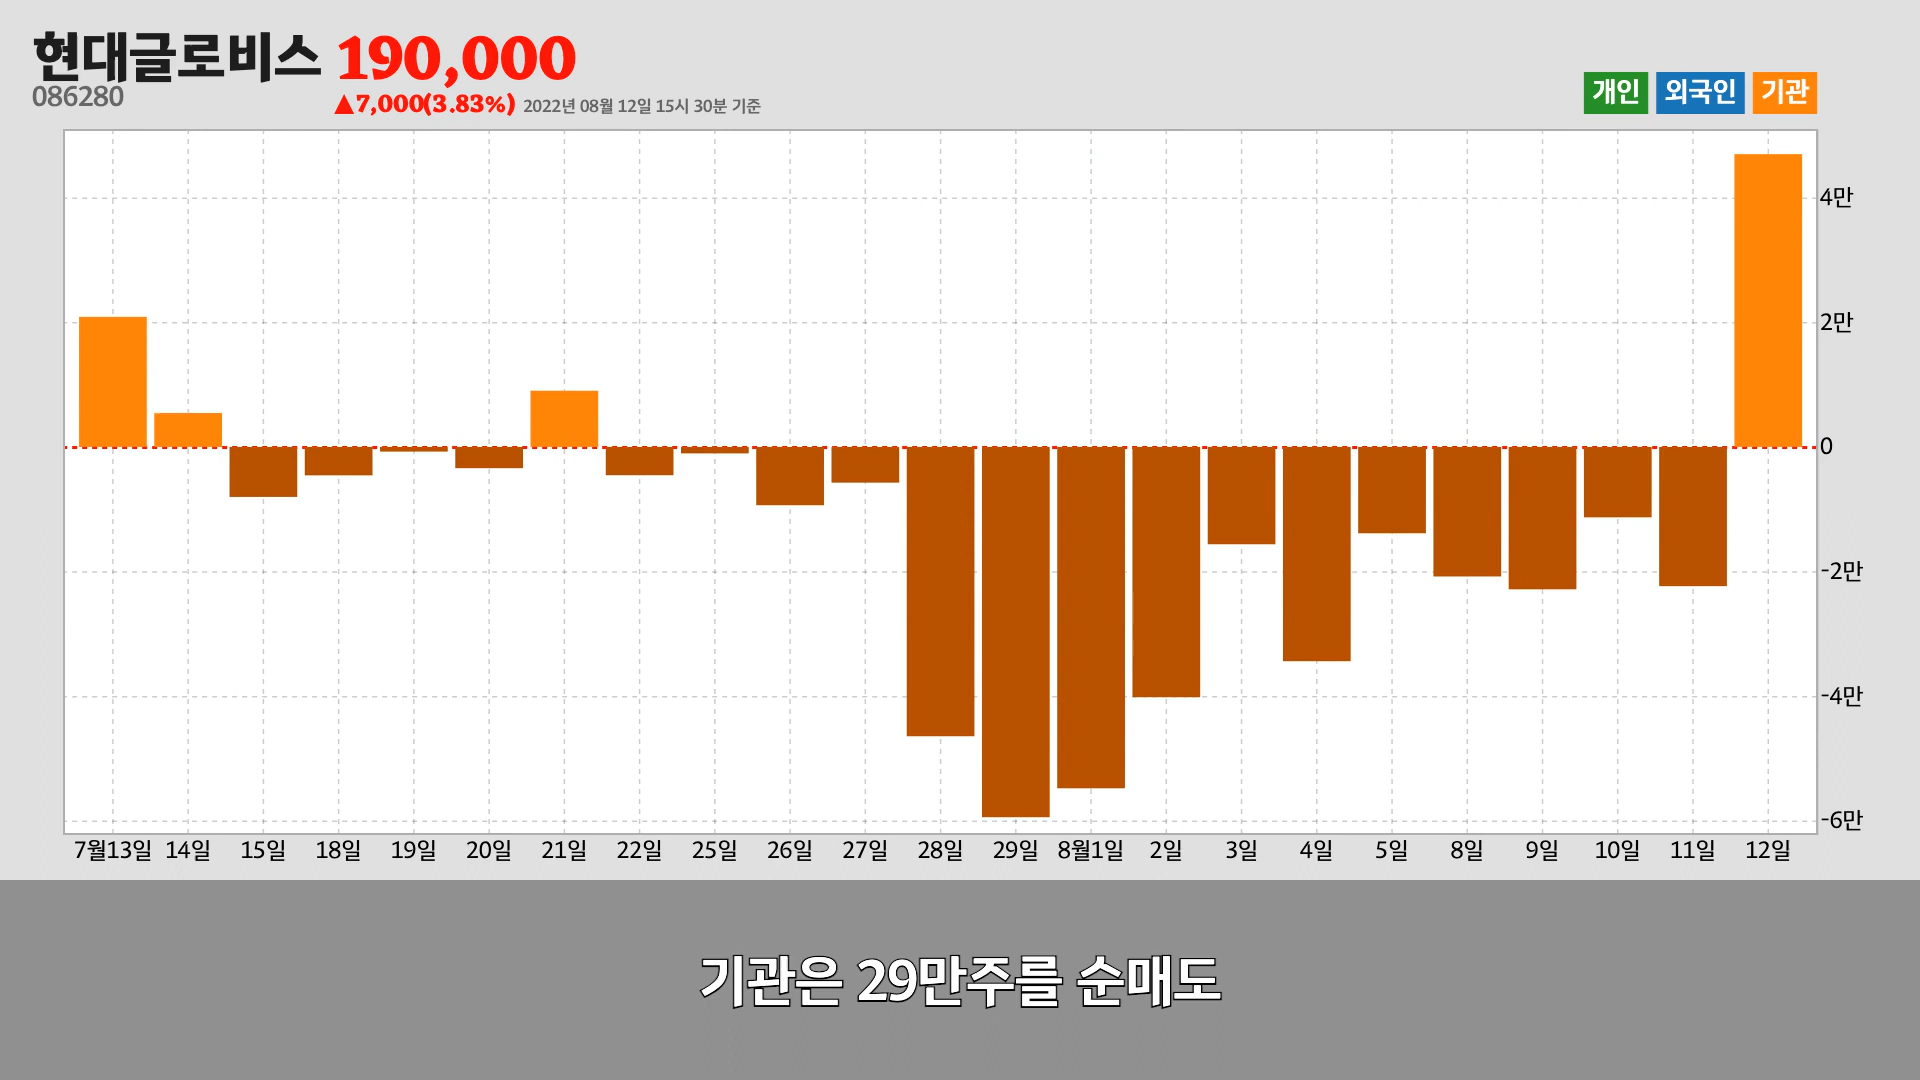 현대글로비스 190,000
086280
▲7,000(3.83%) 2022년 08월 12일 15시 30분 기준
개인 외국인 기관
4만
2만
0
-2만
-4만
-6만
7월13일 14일 15일 18일 19일 20일 21일 22일 25일 26일 27일 28일 29일 8월1일 2일 3일 4일 5일 8일 9일 10일 11일 12일
기관은 29만주를 순매도